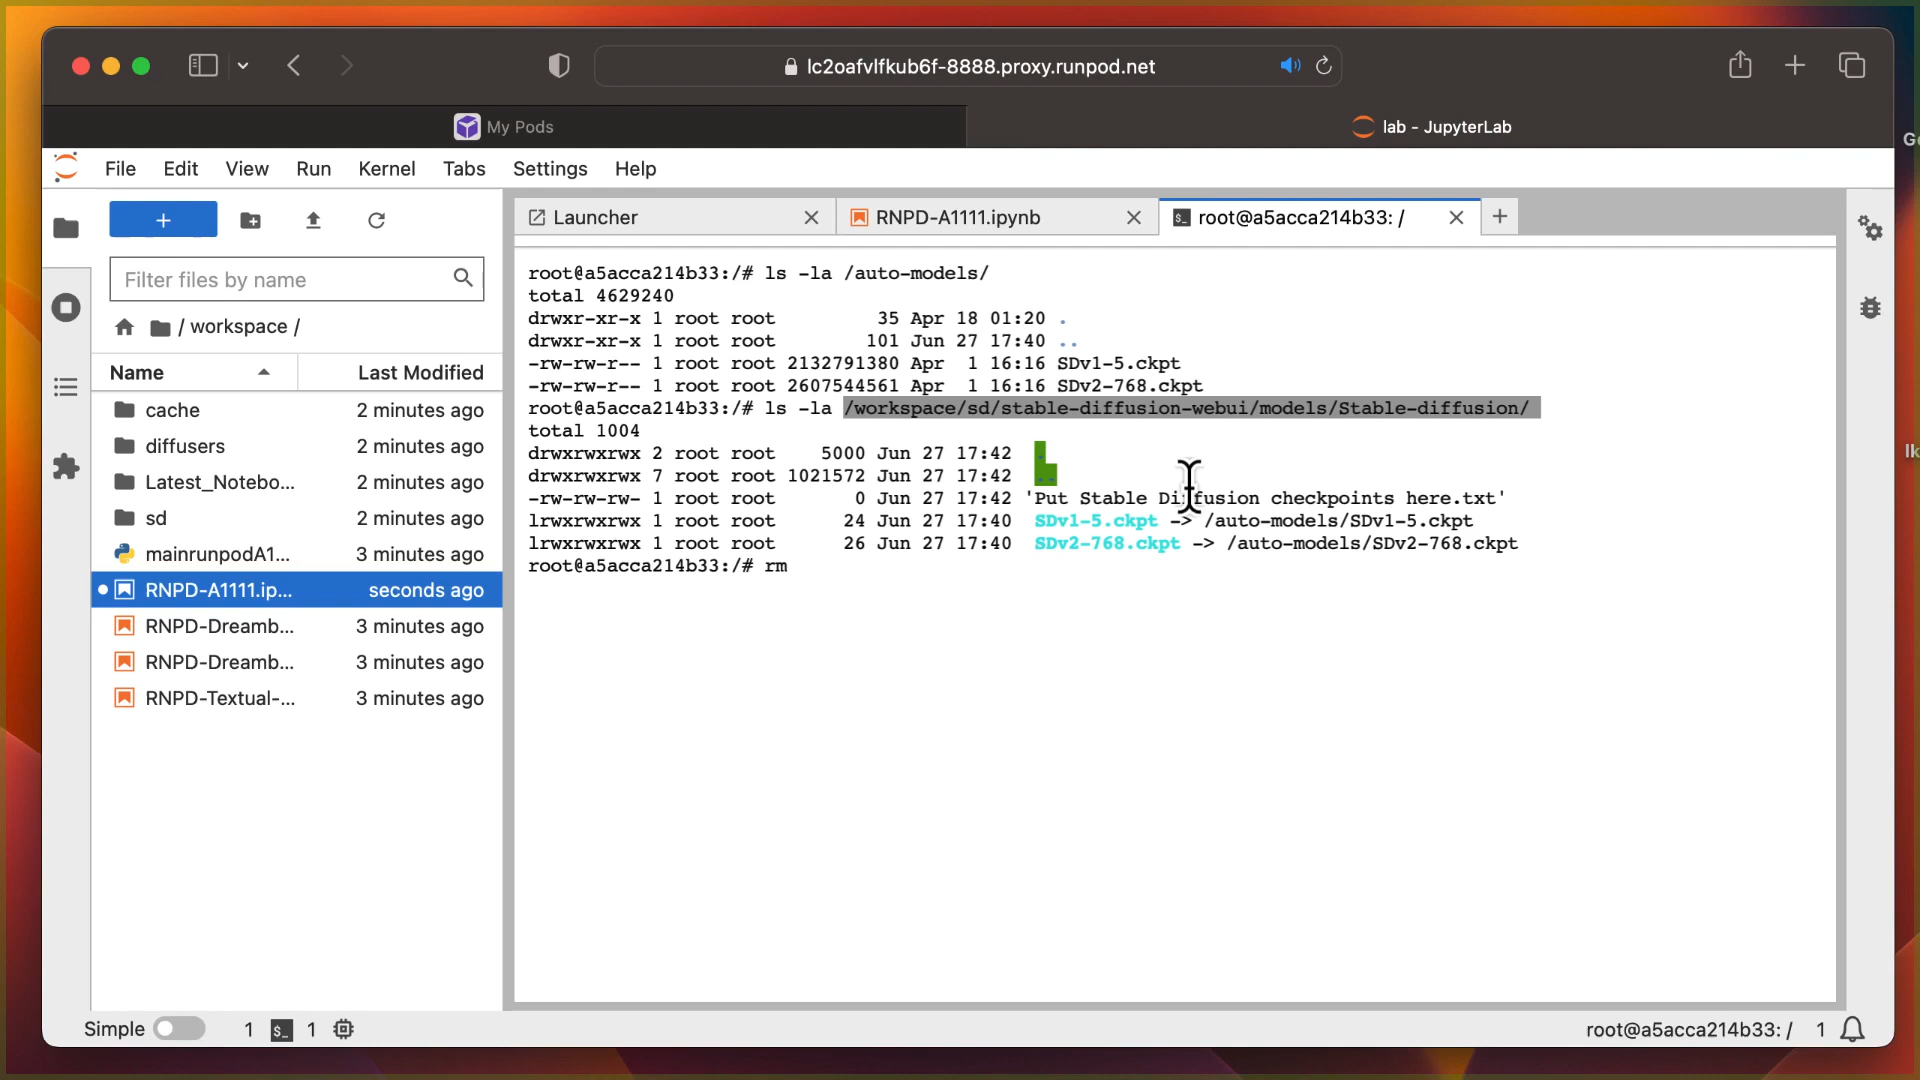 lc2oafvlfkub6f-8888.proxy.runpod.net
My Pods
lab - JupyterLab
File Edit View Run Kernel Tabs Settings Help
Launcher
RNPD-A1111.ipynb
root@a5acca214b33: /
Filter files by name
/ workspace /
Name Last Modified
cache 2 minutes ago
diffusers 2 minutes ago
Latest_Notebo... 2 minutes ago
sd 2 minutes ago
mainrunpodA1... 3 minutes ago
RNPD-A1111.ip... seconds ago
RNPD-Dreamb... 3 minutes ago
RNPD-Dreamb... 3 minutes ago
RNPD-Textual-... 3 minutes ago
root@a5acca214b33:/# ls -la /auto-models/
total 4629240
drwxr-xr-x 1 root root 35 Apr 18 01:20 .
drwxr-xr-x 1 root root 101 Jun 27 17:40 ..
-rw-rw-r-- 1 root root 2132791380 Apr 1 16:16 SDv1-5.ckpt
-rw-rw-r-- 1 root root 2607544561 Apr 1 16:16 SDv2-768.ckpt
root@a5acca214b33:/# ls -la /workspace/sd/stable-diffusion-webui/models/Stable-diffusion/
total 1004
drwxrwxrwx 2 root root 5000 Jun 27 17:42 .
drwxrwxrwx 7 root root 1021572 Jun 27 17:42 ..
-rw-rw-rw- 1 root root 0 Jun 27 17:42 'Put Stable Diffusion checkpoints here.txt'
lrwxrwxrwx 1 root root 24 Jun 27 17:40 SDv1-5.ckpt -> /auto-models/SDv1-5.ckpt
lrwxrwxrwx 1 root root 26 Jun 27 17:40 SDv2-768.ckpt -> /auto-models/SDv2-768.ckpt
root@a5acca214b33:/# rm
Simple 1 $_ 1
root@a5acca214b33: / 1